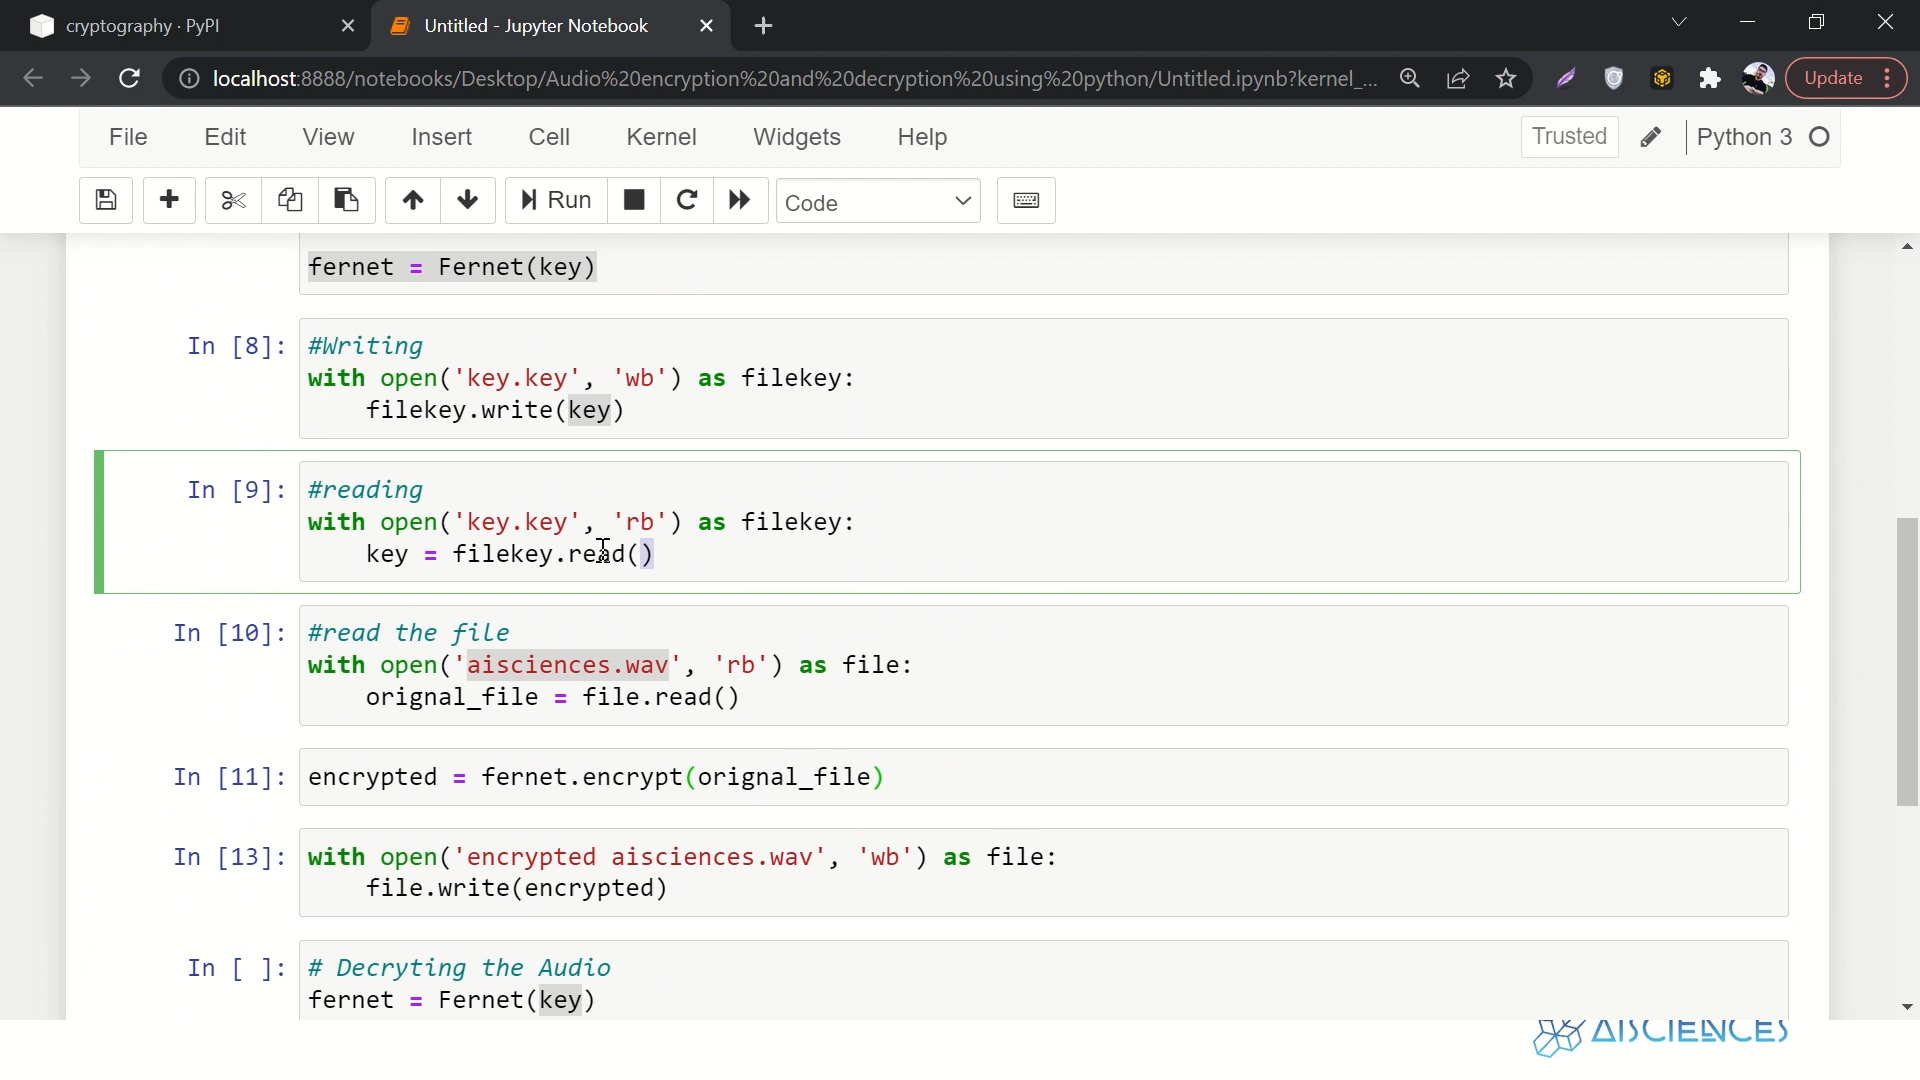 cryptography · PyPI
Untitled - Jupyter Notebook
localhost:8888/notebooks/Desktop/Audio%20encryption%20and%20decryption%20using%20python/Untitled.ipynb?kernel_...
Update
File Edit View Insert Cell Kernel Widgets Help
Trusted
Python 3
Run
Code
fernet = Fernet(key)
In [8]: #Writing
with open('key.key', 'wb') as filekey:
filekey.write(key)
In [9]: #reading
with open('key.key', 'rb') as filekey:
key = filekey.read()
In [10]: #read the file
with open('aisciences.wav', 'rb') as file:
orignal_file = file.read()
In [11]: encrypted = fernet.encrypt(orignal_file)
In [13]: with open('encrypted aisciences.wav', 'wb') as file:
file.write(encrypted)
In [ ]: # Decryting the Audio
fernet = Fernet(key)
AISCIENCES